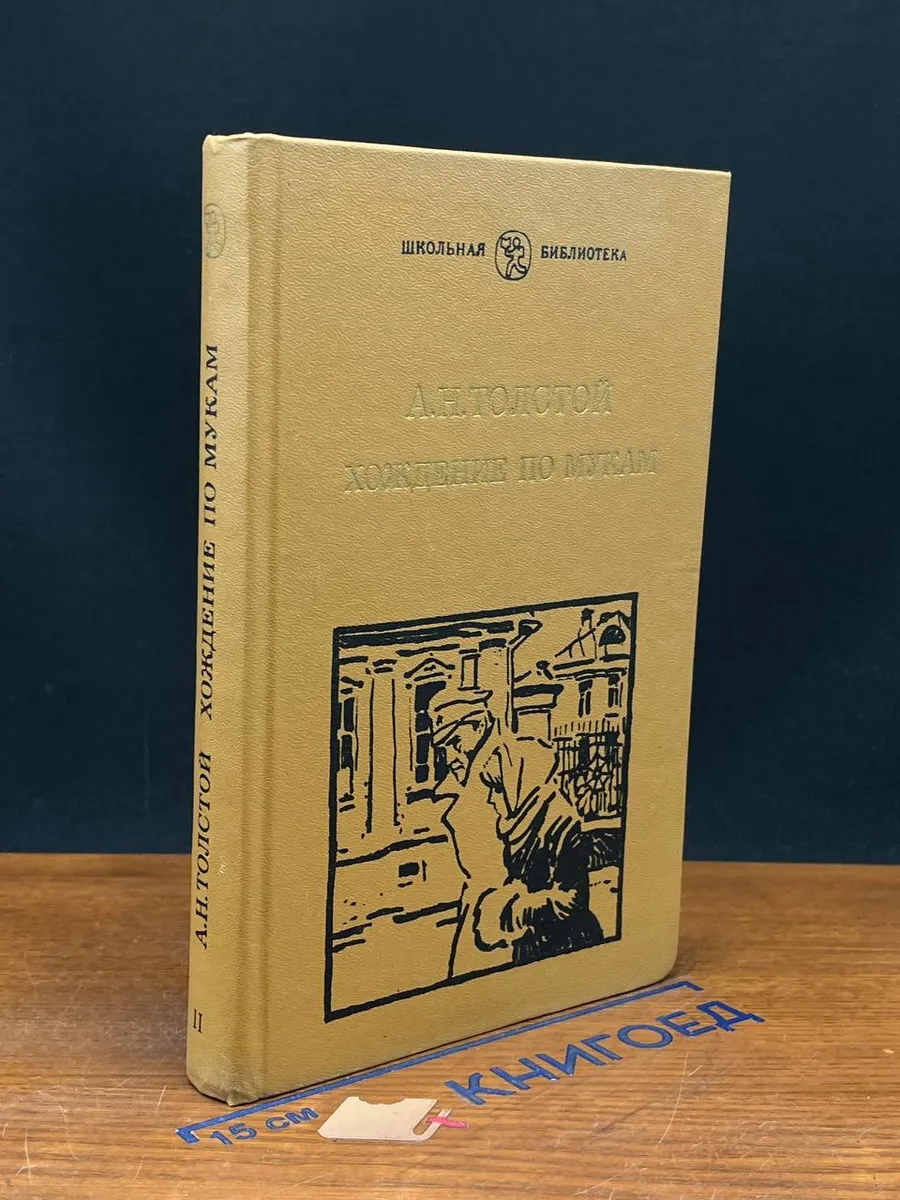 ШКОЛЬНАЯ БИБЛИОТЕКА
А.Н.ТОЛСТОЙ
ХОЖДЕНИЕ ПО МУКАМ
А.Н.ТОЛСТОЙ ХОЖДЕНИЕ ПО МУКАМ
II
15 СМ
КНИГОЕД